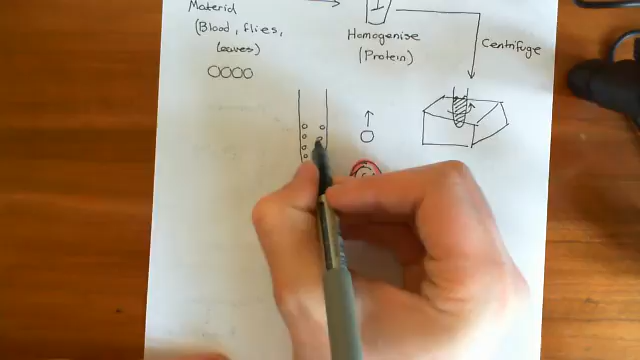 Material
(Blood, flies,
leaves)
Homogenise
(Protein)
Centrifuge